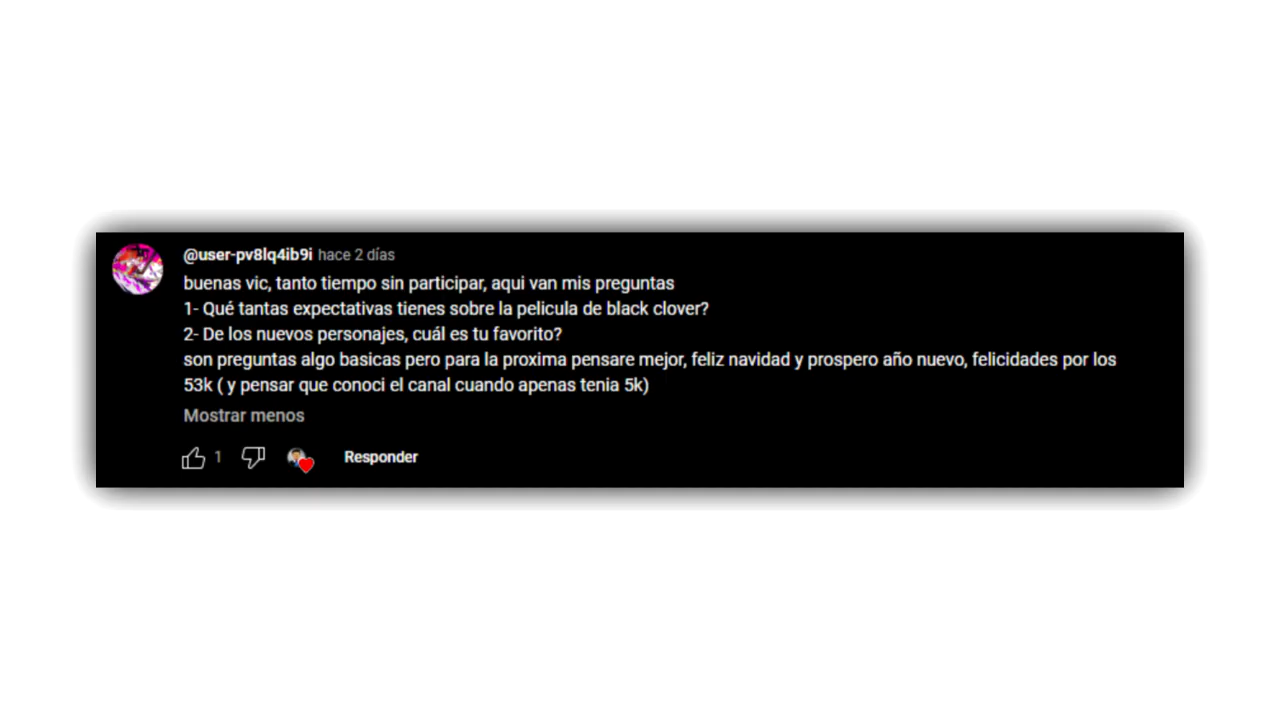 @user-pv8lq4ib9i hace 2 días
buenas vic, tanto tiempo sin participar, aqui van mis preguntas
1- Qué tantas expectativas tienes sobre la pelicula de black clover?
2- De los nuevos personajes, cuál es tu favorito?
son preguntas algo basicas pero para la proxima pensare mejor, feliz navidad y prospero año nuevo, felicidades por los
53k ( y pensar que conoci el canal cuando apenas tenia 5k)
Mostrar menos
1 Responder